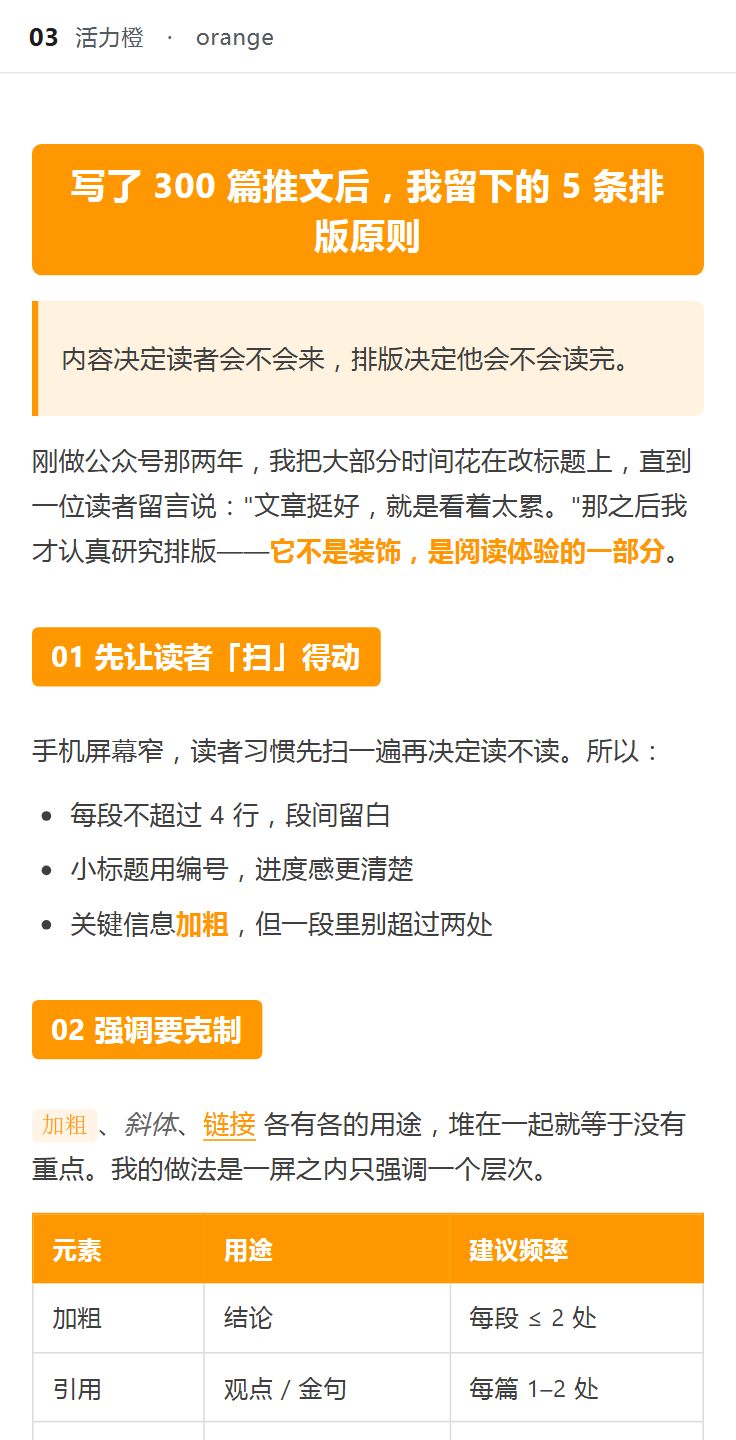 03 活力橙 · orange
写了 300 篇推文后，我留下的 5 条排
版原则
内容决定读者会不会来，排版决定他会不会读完。
刚做公众号那两年，我把大部分时间花在改标题上，直到
一位读者留言说："文章挺好，就是看着太累。"那之后我
才认真研究排版——它不是装饰，是阅读体验的一部分。
01 先让读者「扫」得动
手机屏幕窄，读者习惯先扫一遍再决定读不读。所以：
• 每段不超过 4 行，段间留白
• 小标题用编号，进度感更清楚
• 关键信息加粗，但一段里别超过两处
02 强调要克制
加粗、斜体、链接 各有各的用途，堆在一起就等于没有
重点。我的做法是一屏之内只强调一个层次。
元素 用途 建议频率
加粗 结论 每段 ≤ 2 处
引用 观点 / 金句 每篇 1–2 处